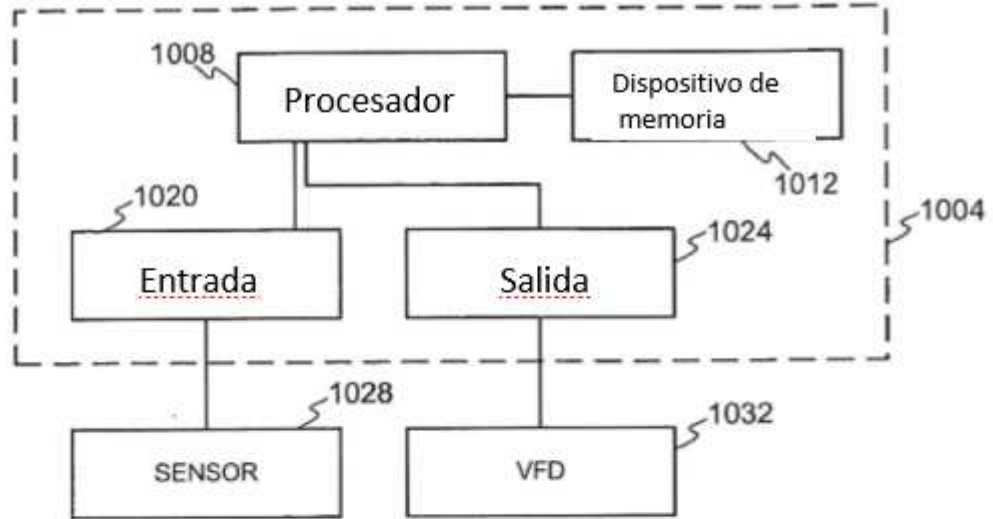 1008
Procesador
Dispositivo de
memoria
1012
1020
1004
1024
Entrada
Salida
1028
1032
SENSOR
VFD